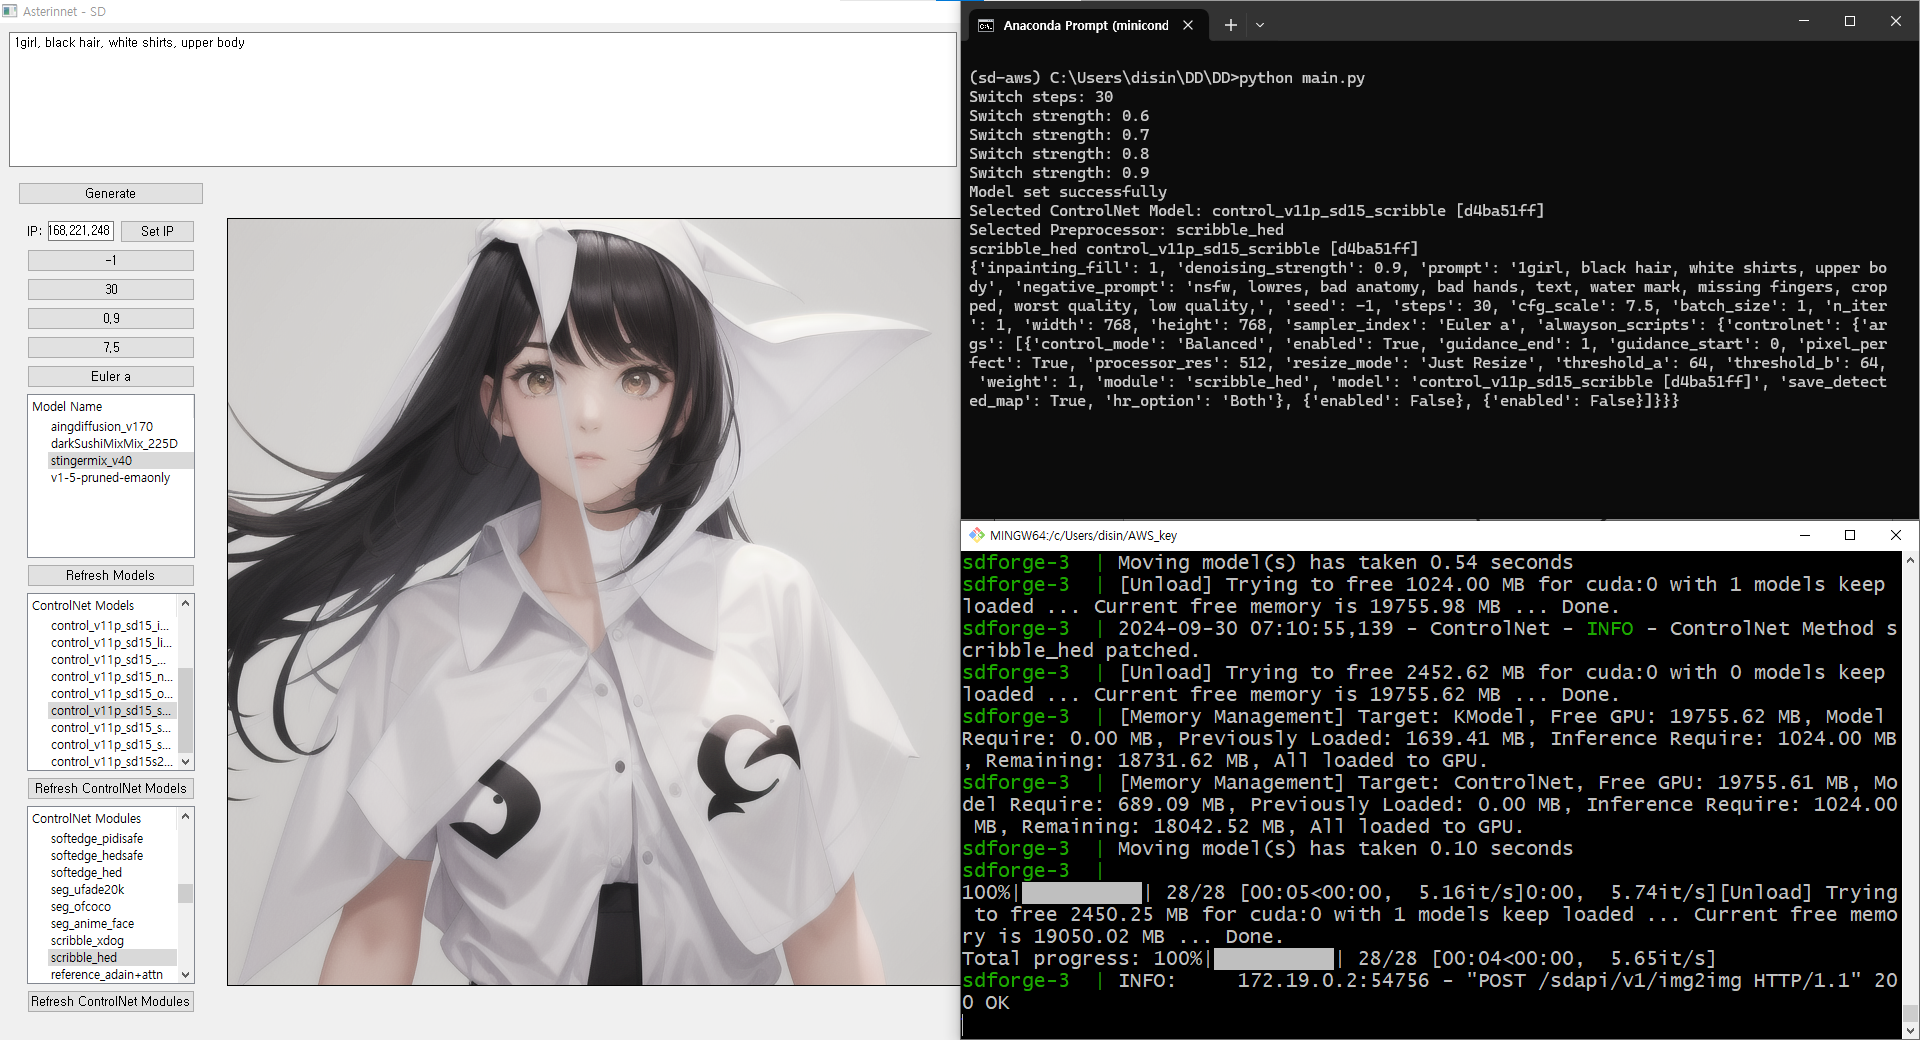 Asterinnet - SD
1girl, black hair, white shirts, upper body
Generate
IP: 168,221,248 Set IP
-1
30
0,9
7,5
Euler a
Model Name
aingdiffusion_v170
darkSushiMixMix_225D
stingermix_v40
v1-5-pruned-emaonly
Refresh Models
ControlNet Models
control_v11p_sd15_i...
control_v11p_sd15_li...
control_v11p_sd15_...
control_v11p_sd15_n...
control_v11p_sd15_o...
control_v11p_sd15_s...
control_v11p_sd15_s...
control_v11p_sd15_s...
control_v11p_sd15s2...
Refresh ControlNet Models
ControlNet Modules
softedge_pidisafe
softedge_hedsafe
softedge_hed
seg_ufade20k
seg_ofcoco
seg_anime_face
scribble_xdog
scribble_hed
reference_adain+attn
Refresh ControlNet Modules
Anaconda Prompt (minicond
(sd-aws) C:\Users\disin\DD\DD>python main.py
Switch steps: 30
Switch strength: 0.6
Switch strength: 0.7
Switch strength: 0.8
Switch strength: 0.9
Model set successfully
Selected ControlNet Model: control_v11p_sd15_scribble [d4ba51ff]
Selected Preprocessor: scribble_hed
scribble_hed control_v11p_sd15_scribble [d4ba51ff]
{'inpainting_fill': 1, 'denoising_strength': 0.9, 'prompt': '1girl, black hair, white shirts, upper bo
dy', 'negative_prompt': 'nsfw, lowres, bad anatomy, bad hands, text, water mark, missing fingers, crop
ped, worst quality, low quality,', 'seed': -1, 'steps': 30, 'cfg_scale': 7.5, 'batch_size': 1, 'n_iter
': 1, 'width': 768, 'height': 768, 'sampler_index': 'Euler a', 'alwayson_scripts': {'controlnet': {'ar
gs': [{'control_mode': 'Balanced', 'enabled': True, 'guidance_end': 1, 'guidance_start': 0, 'pixel_per
fect': True, 'processor_res': 512, 'resize_mode': 'Just Resize', 'threshold_a': 64, 'threshold_b': 64,
'weight': 1, 'module': 'scribble_hed', 'model': 'control_v11p_sd15_scribble [d4ba51ff]', 'save_detect
ed_map': True, 'hr_option': 'Both'}, {'enabled': False}, {'enabled': False}]}}}
MINGW64:/c/Users/disin/AWS_key
sdforge-3 | Moving model(s) has taken 0.54 seconds
sdforge-3 | [Unload] Trying to free 1024.00 MB for cuda:0 with 1 models keep
loaded ... Current free memory is 19755.98 MB ... Done.
sdforge-3 | 2024-09-30 07:10:55,139 - ControlNet - INFO - ControlNet Method s
cribble_hed patched.
sdforge-3 | [Unload] Trying to free 2452.62 MB for cuda:0 with 0 models keep
loaded ... Current free memory is 19755.62 MB ... Done.
sdforge-3 | [Memory Management] Target: KModel, Free GPU: 19755.62 MB, Model
Require: 0.00 MB, Previously Loaded: 1639.41 MB, Inference Require: 1024.00 MB
, Remaining: 18731.62 MB, All loaded to GPU.
sdforge-3 | [Memory Management] Target: ControlNet, Free GPU: 19755.61 MB, Mo
del Require: 689.09 MB, Previously Loaded: 0.00 MB, Inference Require: 1024.00
MB, Remaining: 18042.52 MB, All loaded to GPU.
sdforge-3 | Moving model(s) has taken 0.10 seconds
sdforge-3 |
100%| | 28/28 [00:05<00:00, 5.16it/s]0:00, 5.74it/s][Unload] Trying
to free 2450.25 MB for cuda:0 with 1 models keep loaded ... Current free memo
ry is 19050.02 MB ... Done.
Total progress: 100%| | 28/28 [00:04<00:00, 5.65it/s]
sdforge-3 | INFO: 172.19.0.2:54756 - "POST /sdapi/v1/img2img HTTP/1.1" 20
0 OK